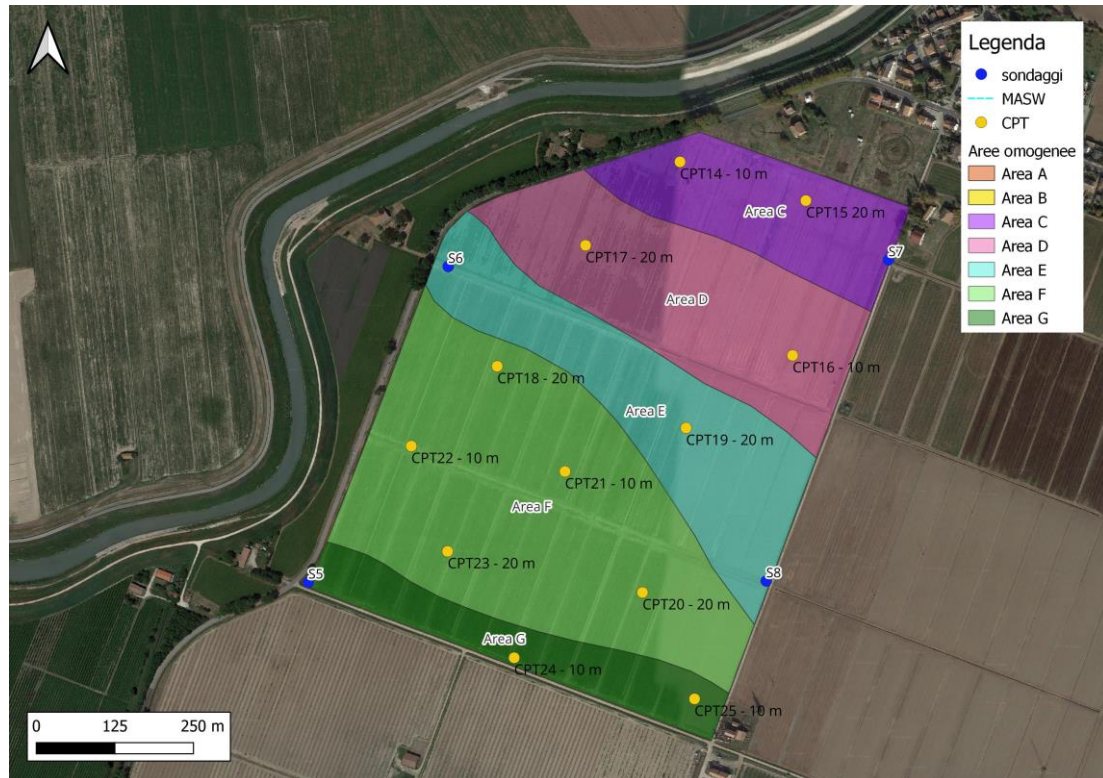 Legenda
sondaggi
MASW
CPT
Aree omogenee
Area A
Area B
Area C
Area D
Area E
Area F
Area G
CPT14 - 10 m
CPT15 20 m
Area C
CPT17 - 20 m
S7
S6
Area D
CPT16 - 10 m
CPT18 - 20 m
Area E
CPT19 - 20 m
CPT22 - 10 m
CPT21 - 10 m
Area F
CPT23 - 20 m
S8
S5
CPT20 - 20 m
Area G
CPT24 - 10 m
CPT25 - 10 m
0 125 250 m